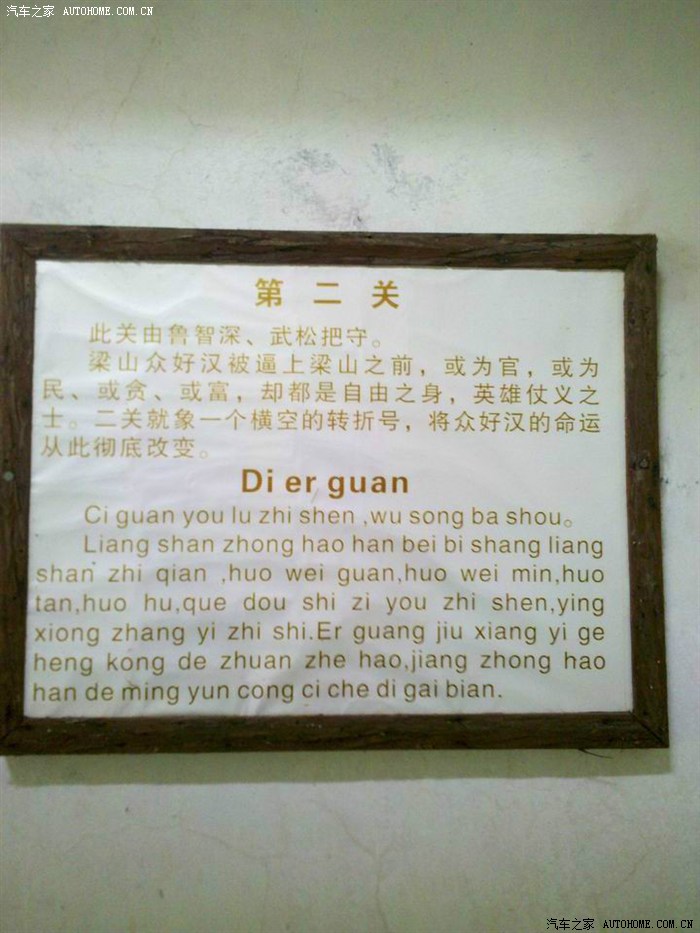 汽车之家 AUTOHOME.COM.CN
第二关
此关由鲁智深、武松把守。
梁山众好汉被逼上梁山之前，或为官，或为
民、或贪、或富，却都是自由之身，英雄仗义之
士。二关就象一个横空的转折号，将众好汉的命运
从此彻底改变。
Di er guan
Ci guan you lu zhi shen ,wu song ba shou。
Liang shan zhong hao han bei bi shang liang
shan zhi qian ,huo wei guan,huo wei min,huo
tan,huo hu,que dou shi zi you zhi shen,ying
xiong zhang yi zhi shi.Er guang jiu xiang yi ge
heng kong de zhuan zhe hao,jiang zhong hao
han de ming yun cong ci che di gai bian.
汽车之家 AUTOHOME.COM.CN